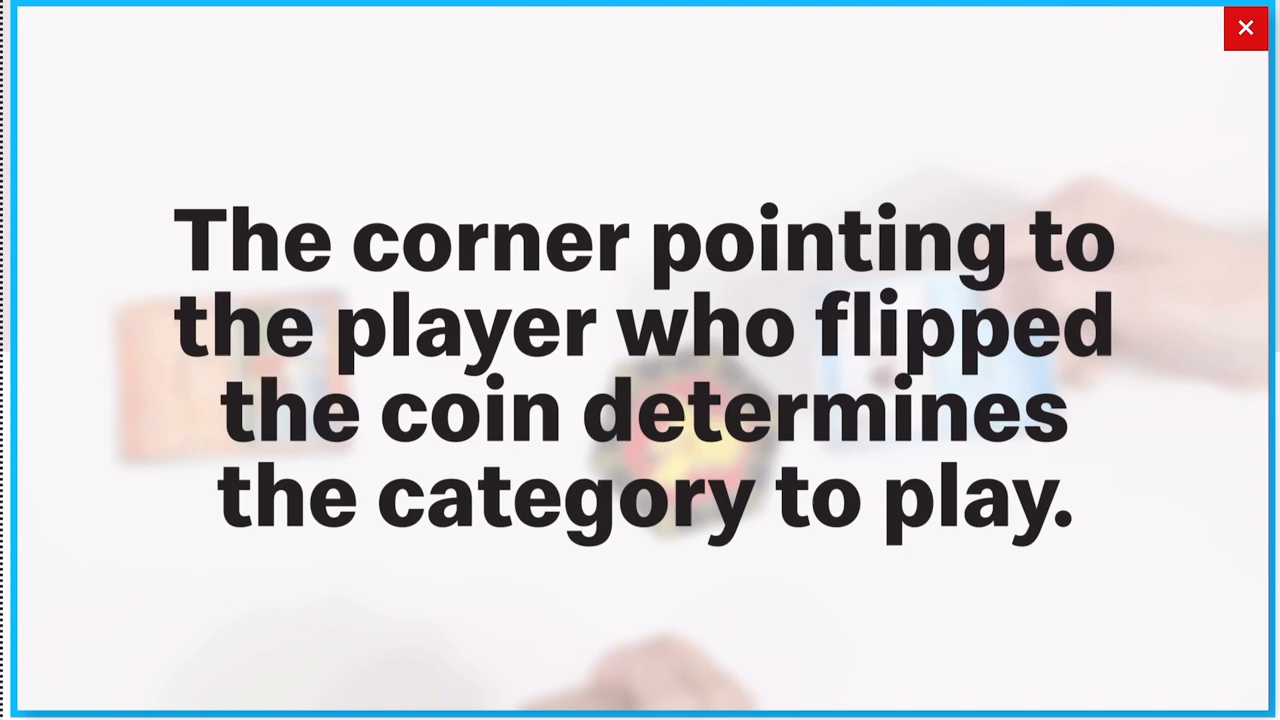 The corner pointing to
the player who flipped
the coin determines
the category to play.